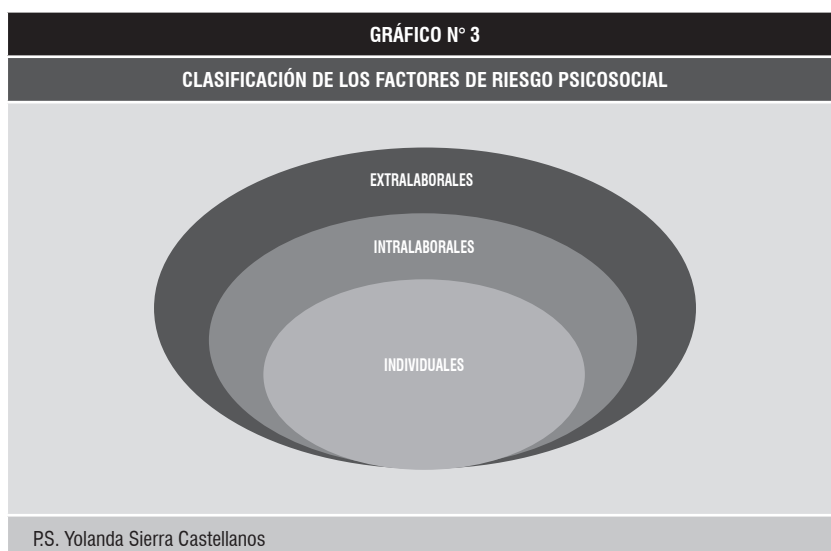 GRÁFICO N° 3
CLASIFICACIÓN DE LOS FACTORES DE RIESGO PSICOSOCIAL
EXTRALABORALES
INTRALABORALES
INDIVIDUALES
P.S. Yolanda Sierra Castellanos